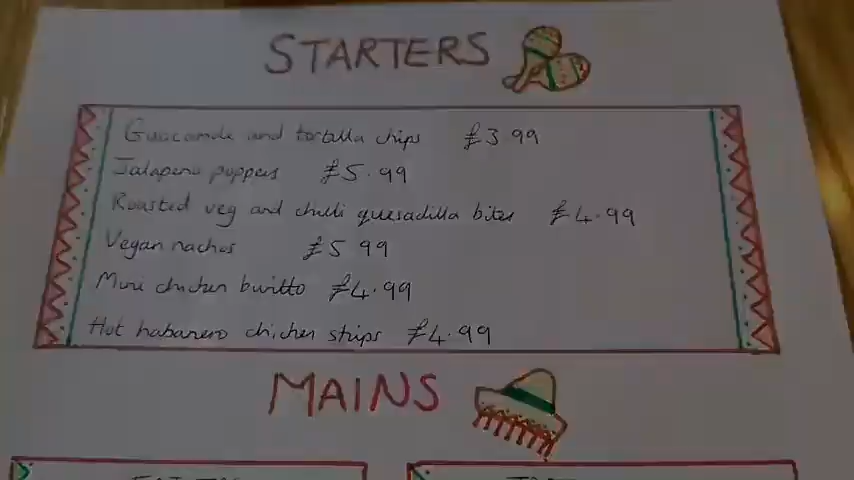 STARTERS
Guacamole and tortilla chips £3.99
Jalapeno poppers £5.99
Roasted veg and chilli quesadilla bites £4.99
Vegan nachos £5.99
Mini chicken burrito £4.99
Hot habanero chicken strips £4.99
MAINS